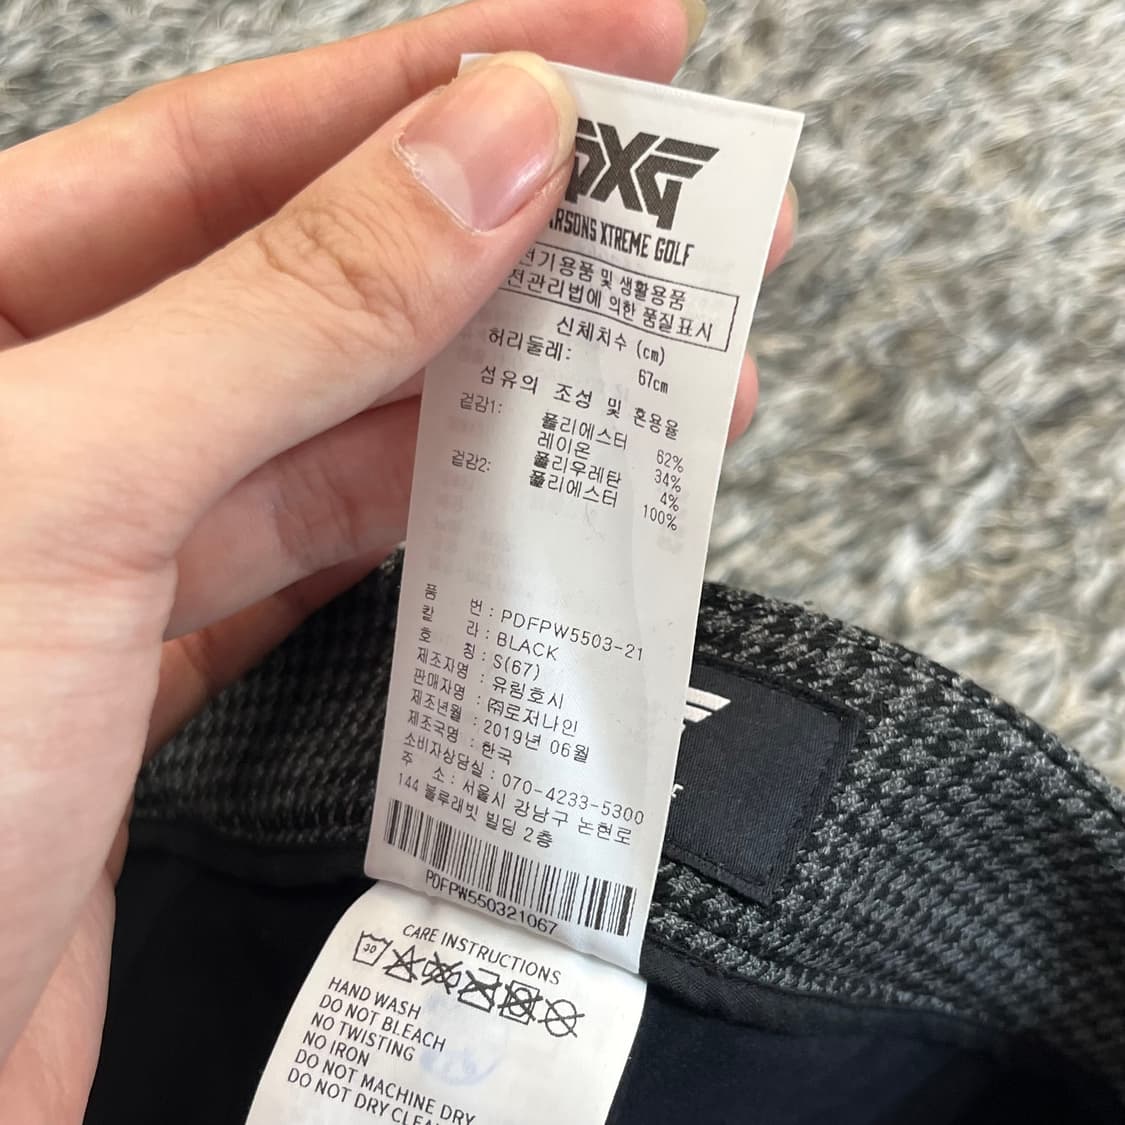 PXG
ARSONS XTREME GOLF
전기용품 및 생활용품
전관리법에 의한 품질표시
신체치수 (cm)
허리둘레: 67cm
섬유의 조성 및 혼용율
겉감1: 폴리에스터 62%
레이온 34%
폴리우레탄 4%
겉감2: 폴리에스터 100%
품 번 : PDFPW5503-21
칼 라 : BLACK
호 칭 : S(67)
제조자명 : 유림호시
판매자명 : ㈜로저나인
제조년월 : 2019년 06월
제조국명 : 한국
소비자상담실 : 070-4233-5300
주 소 : 서울시 강남구 논현로
144 블루래빗 빌딩 2층
PDFPW550321067
CARE INSTRUCTIONS
30
HAND WASH
DO NOT BLEACH
NO TWISTING
NO IRON
DO NOT MACHINE DRY
DO NOT DRY CLEA